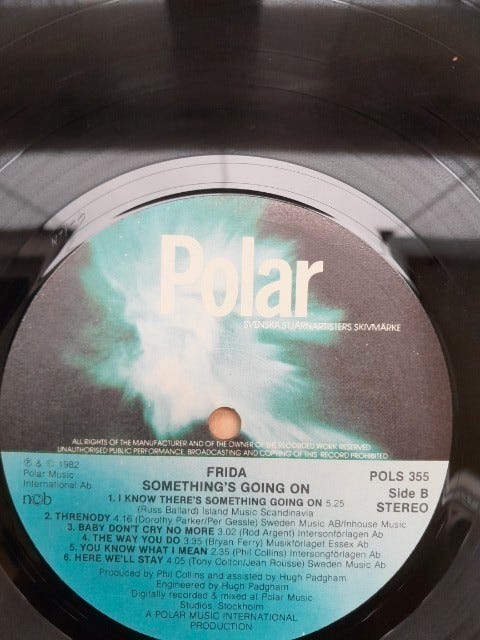 Polar
SVENSKA STJÄRNARTISTERS SKIVMÄRKE
ALL RIGHTS OF THE MANUFACTURER AND OF THE OWNER OF THE RECORDED WORK RESERVED
UNAUTHORISED PUBLIC PERFORMANCE, BROADCASTING AND COPYING OF THIS RECORD PROHIBITED
℗ & © 1982
Polar Music
International Ab.
ncb
FRIDA
SOMETHING'S GOING ON
POLS 355
Side B
STEREO
1. I KNOW THERE'S SOMETHING GOING ON 5.25
(Russ Ballard) Island Music Scandinavia
2. THRENODY 4.16 (Dorothy Parker/Per Gessle) Sweden Music AB/Inhouse Music
3. BABY DON'T CRY NO MORE 3.02 (Rod Argent) Intersonförlagen Ab
4. THE WAY YOU DO 3.35 (Bryan Ferry) Musikförlaget Essex Ab
5. YOU KNOW WHAT I MEAN 2.35 (Phil Collins) Intersongförlagen Ab
6. HERE WE'LL STAY 4.05 (Tony Colton/Jean Rousse) Sweden Music AB
Produced by Phil Collins and assisted by Hugh Padgham
Engineered by Hugh Padgham
Digitally recorded & mixed at Polar Music
Studios, Stockholm
A POLAR MUSIC INTERNATIONAL
PRODUCTION